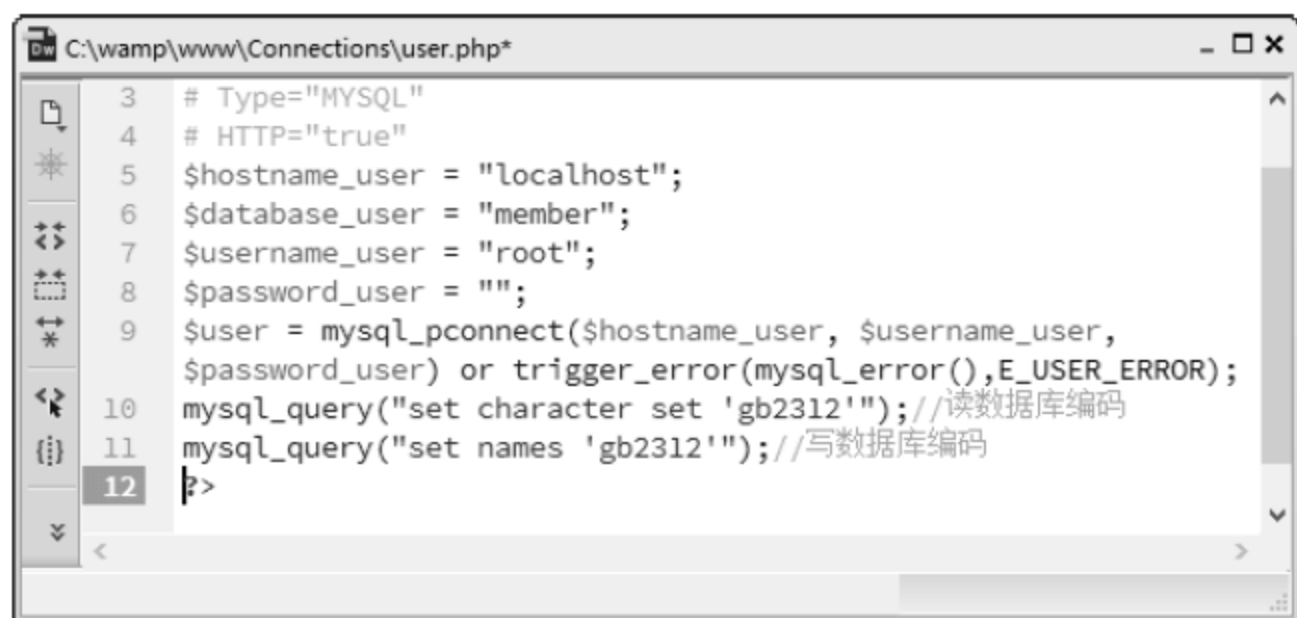 Dw C:\wamp\www\Connections\user.php*
3 # Type="MYSQL"
4 # HTTP="true"
5 $hostname_user = "localhost";
6 $database_user = "member";
7 $username_user = "root";
8 $password_user = "";
9 $user = mysql_pconnect($hostname_user, $username_user,
$password_user) or trigger_error(mysql_error(),E_USER_ERROR);
10 mysql_query("set character set 'gb2312'");//读数据库编码
11 mysql_query("set names 'gb2312'");//写数据库编码
12 ?>